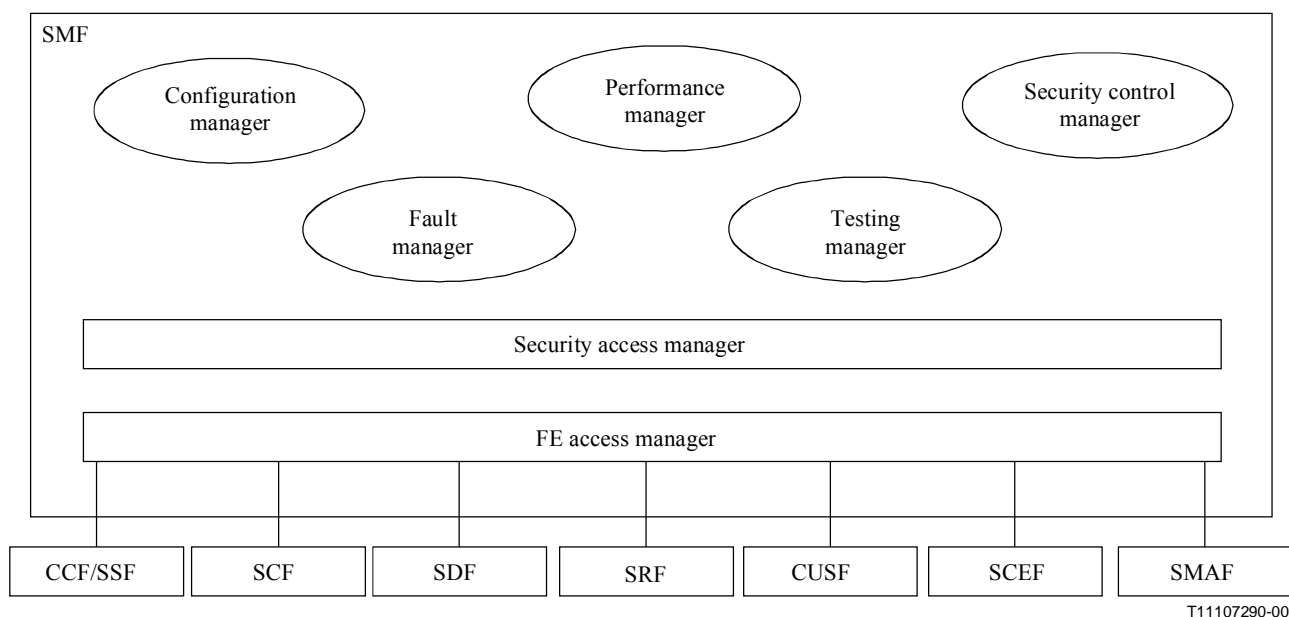 SMF
Configuration
manager
Performance
manager
Security control
manager
Fault
manager
Testing
manager
Security access manager
FE access manager
CCF/SSF
SCF
SDF
SRF
CUSF
SCEF
SMAF
T11107290-00